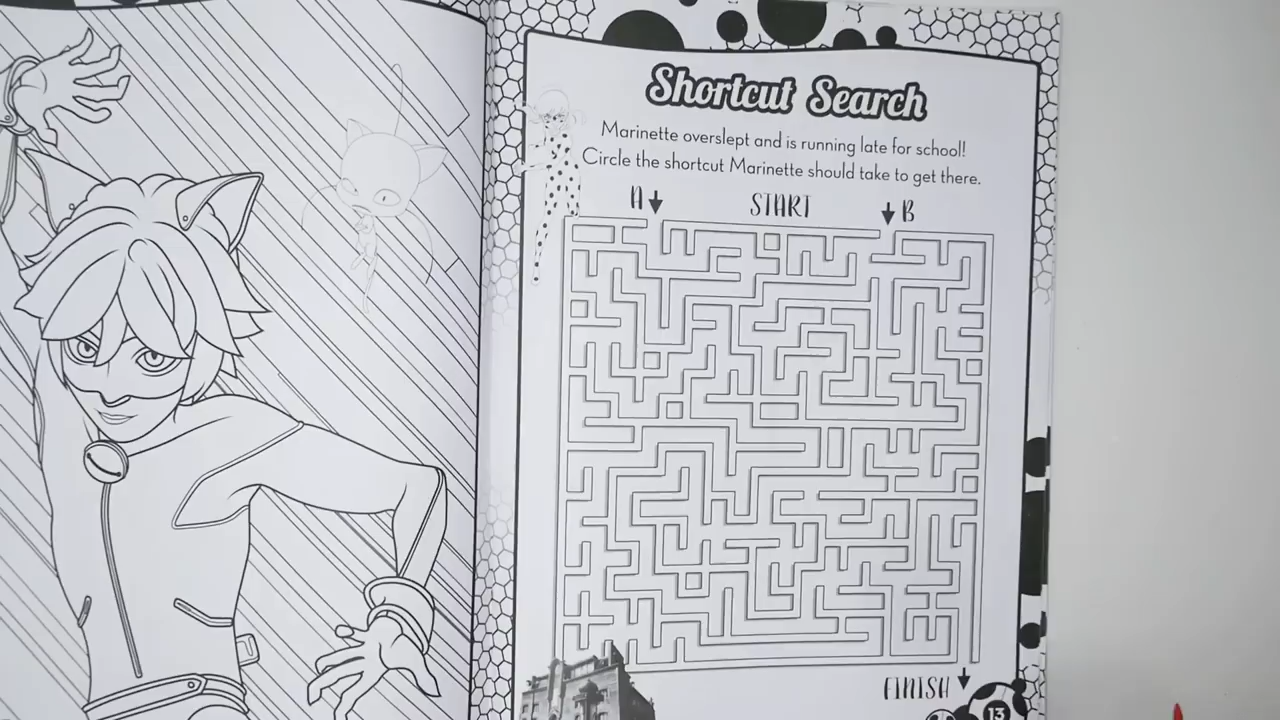 Shortcut Search
Marinette overslept and is running late for school!
Circle the shortcut Marinette should take to get there.
A START B
FINISH
13